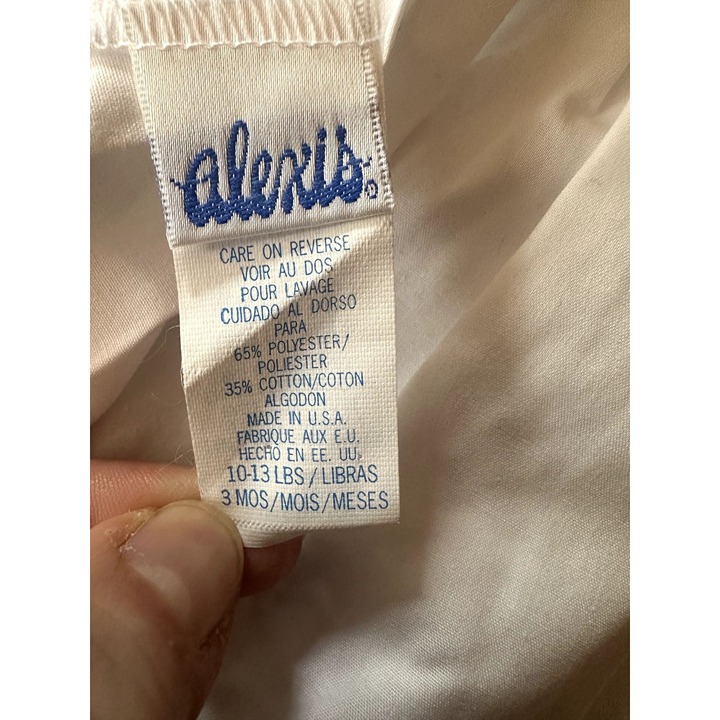 alexis
CARE ON REVERSE
VOIR AU DOS
POUR LAVAGE
CUIDADO AL DORSO
PARA
65% POLYESTER/
POLIESTER
35% COTTON/COTON
ALGODON
MADE IN U.S.A.
FABRIQUE AUX E.U.
HECHO EN EE. UU.
10-13 LBS/LIBRAS
3 MOS/MOIS/MESES